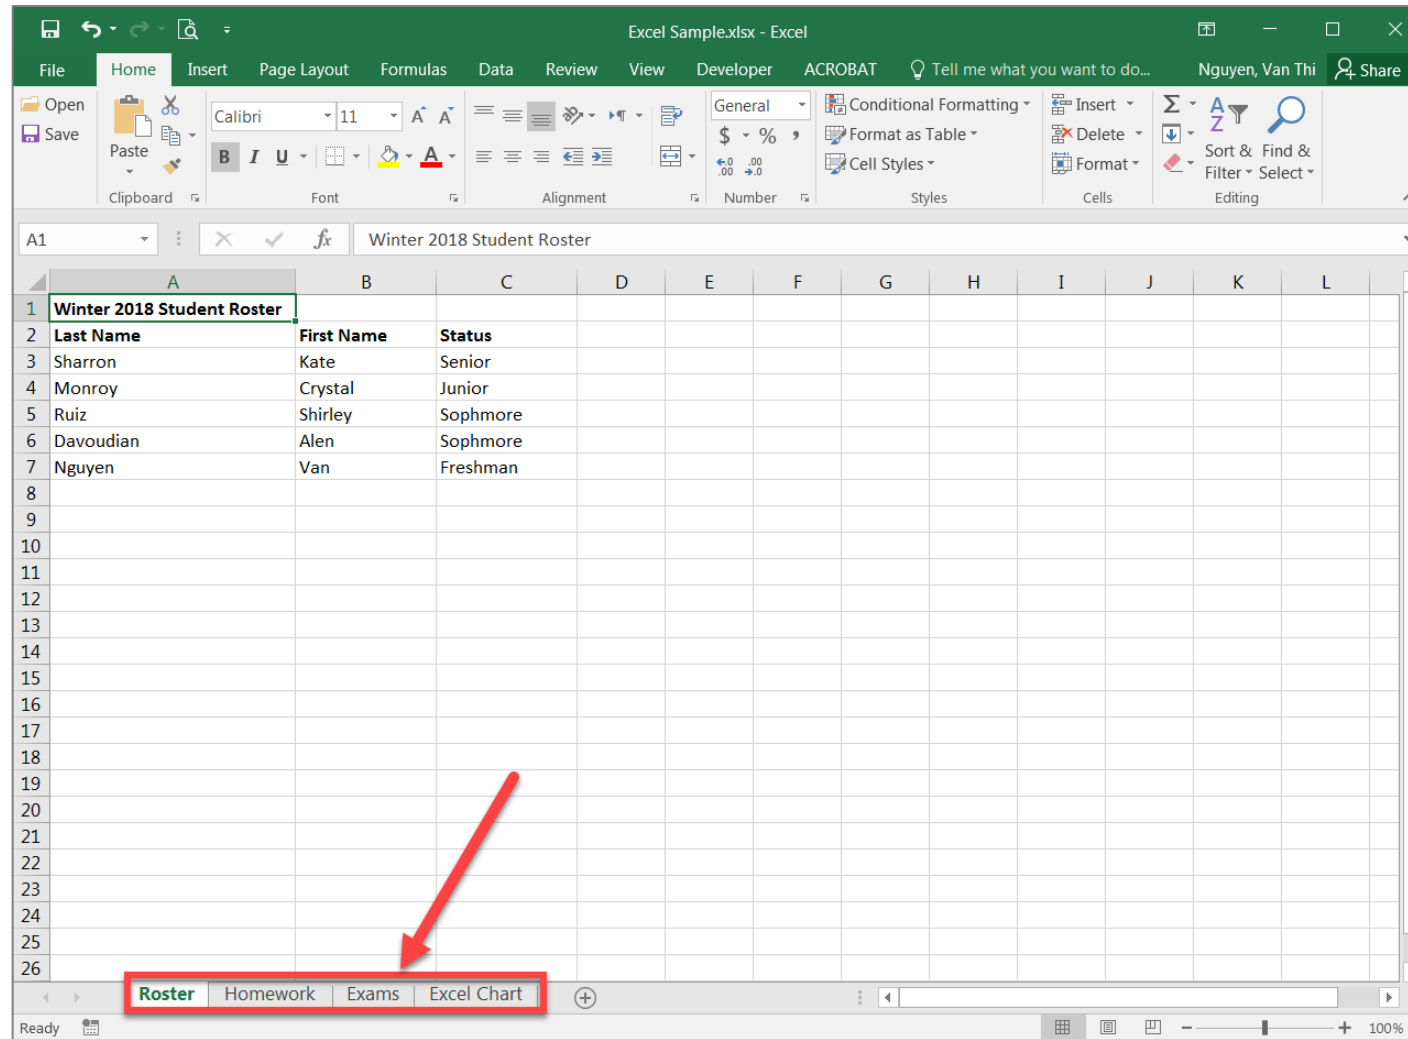 Excel Sample.xlsx - Excel
File Home Insert Page Layout Formulas Data Review View Developer ACROBAT Tell me what you want to do... Nguyen, Van Thi Share
Open
Save
Paste
Clipboard
Calibri 11
B I U A
Font
Alignment
General
$ % ,
Number
Conditional Formatting
Format as Table
Cell Styles
Styles
Insert
Delete
Format
Cells
Sort & Filter
Find & Select
Editing
A1 fx Winter 2018 Student Roster
A B C D E F G H I J K L
1 Winter 2018 Student Roster
2 Last Name First Name Status
3 Sharron Kate Senior
4 Monroy Crystal Junior
5 Ruiz Shirley Sophmore
6 Davoudian Alen Sophmore
7 Nguyen Van Freshman
8
9
10
11
12
13
14
15
16
17
18
19
20
21
22
23
24
25
26
Roster Homework Exams Excel Chart
Ready 100%